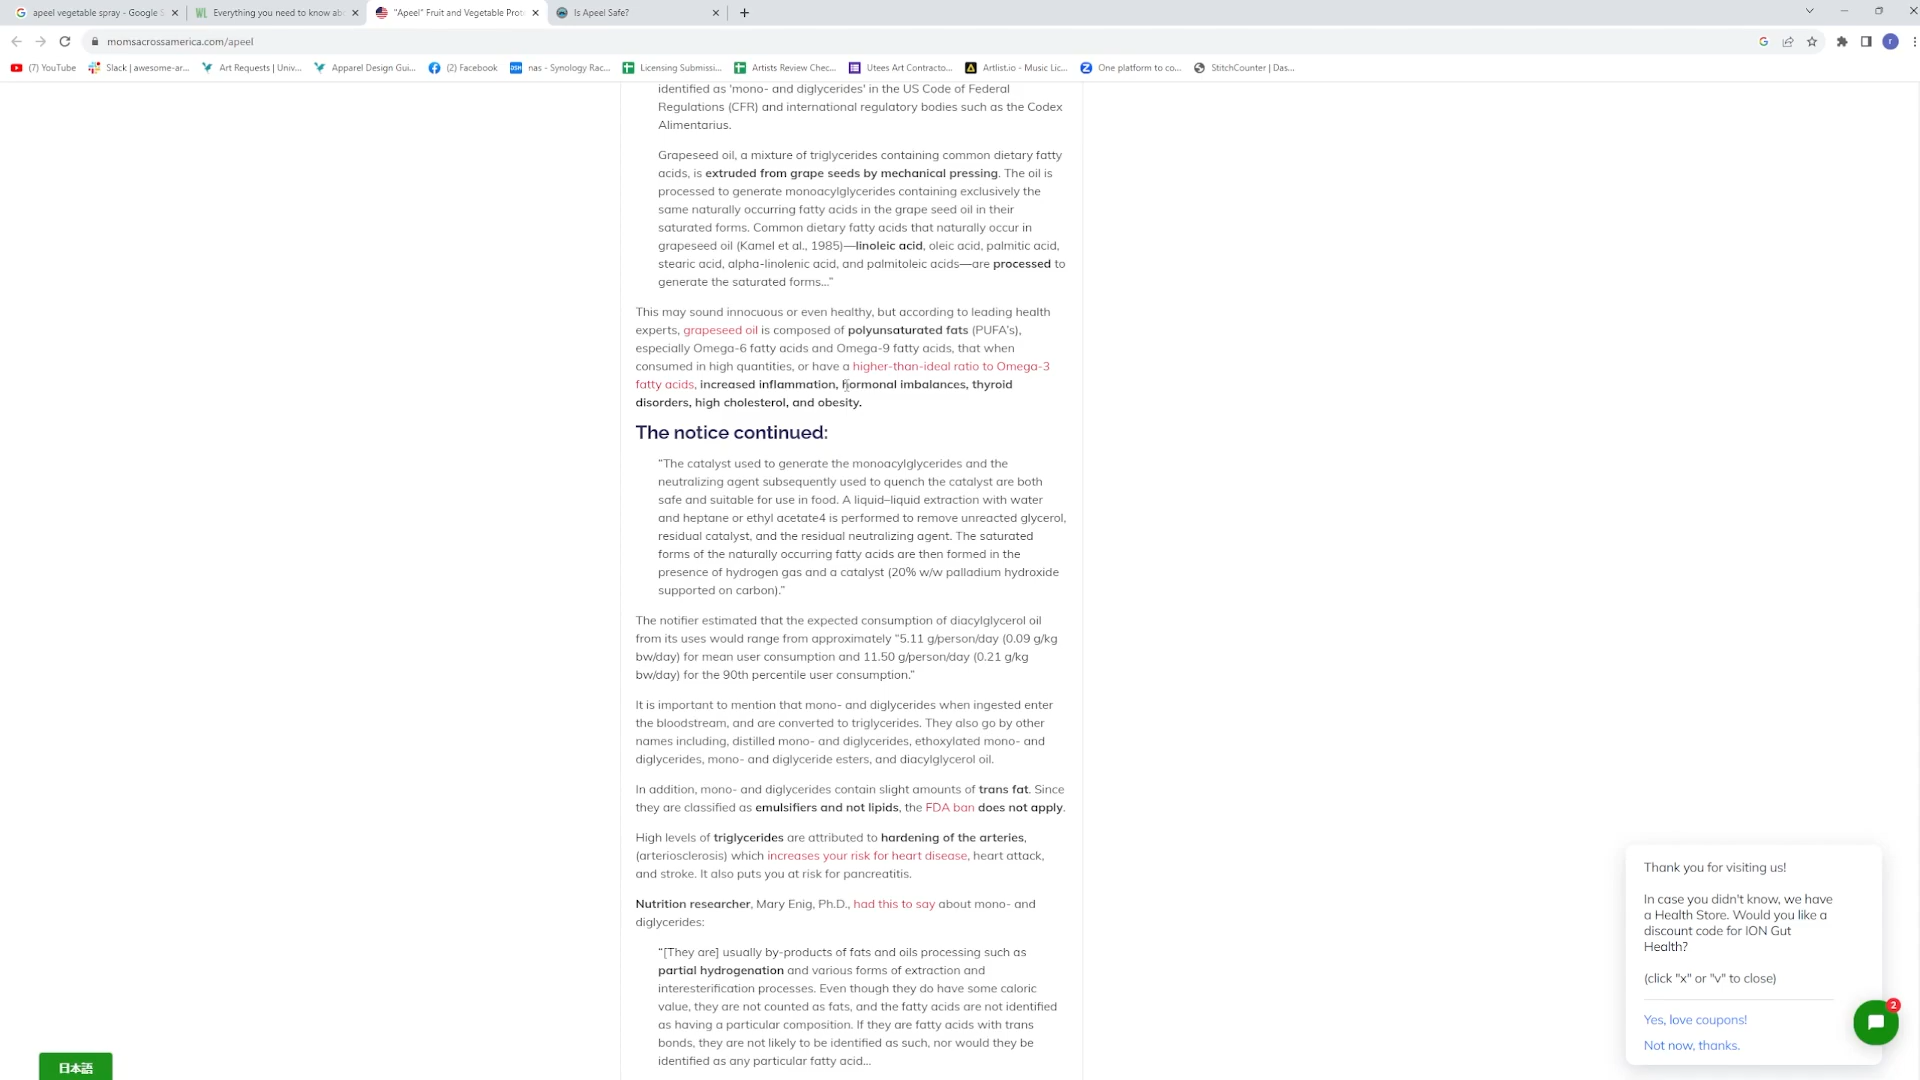 apeel vegetable spray - Google S
Everything you need to know abo
"Apeel" Fruit and Vegetable Prote
Is Apeel Safe?
momsacrossamerica.com/apeel
(7) YouTube
Slack | awesome-ar...
Art Requests | Univ...
Apparel Design Gui...
(2) Facebook
nas - Synology Rac...
Licensing Submissi...
Artists Review Chec...
Utees Art Contracto...
Artlist.io - Music Lic...
One platform to co...
StitchCounter | Das...
identified as 'mono- and diglycerides' in the US Code of Federal
Regulations (CFR) and international regulatory bodies such as the Codex
Alimentarius.
Grapeseed oil, a mixture of triglycerides containing common dietary fatty
acids, is extruded from grape seeds by mechanical pressing. The oil is
processed to generate monoacylglycerides containing exclusively the
same naturally occurring fatty acids in the grape seed oil in their
saturated forms. Common dietary fatty acids that naturally occur in
grapeseed oil (Kamel et al., 1985)—linoleic acid, oleic acid, palmitic acid,
stearic acid, alpha-linolenic acid, and palmitoleic acids—are processed to
generate the saturated forms..."
This may sound innocuous or even healthy, but according to leading health
experts, grapeseed oil is composed of polyunsaturated fats (PUFA's),
especially Omega-6 fatty acids and Omega-9 fatty acids, that when
consumed in high quantities, or have a higher-than-ideal ratio to Omega-3
fatty acids, increased inflammation, hormonal imbalances, thyroid
disorders, high cholesterol, and obesity.
The notice continued:
"The catalyst used to generate the monoacylglycerides and the
neutralizing agent subsequently used to quench the catalyst are both
safe and suitable for use in food. A liquid–liquid extraction with water
and heptane or ethyl acetate4 is performed to remove unreacted glycerol,
residual catalyst, and the residual neutralizing agent. The saturated
forms of the naturally occurring fatty acids are then formed in the
presence of hydrogen gas and a catalyst (20% w/w palladium hydroxide
supported on carbon)."
The notifier estimated that the expected consumption of diacylglycerol oil
from its uses would range from approximately "5.11 g/person/day (0.09 g/kg
bw/day) for mean user consumption and 11.50 g/person/day (0.21 g/kg
bw/day) for the 90th percentile user consumption."
It is important to mention that mono- and diglycerides when ingested enter
the bloodstream, and are converted to triglycerides. They also go by other
names including, distilled mono- and diglycerides, ethoxylated mono- and
diglycerides, mono- and diglyceride esters, and diacylglycerol oil.
In addition, mono- and diglycerides contain slight amounts of trans fat. Since
they are classified as emulsifiers and not lipids, the FDA ban does not apply.
High levels of triglycerides are attributed to hardening of the arteries,
(arteriosclerosis) which increases your risk for heart disease, heart attack,
and stroke. It also puts you at risk for pancreatitis.
Nutrition researcher, Mary Enig, Ph.D., had this to say about mono- and
diglycerides:
"[They are] usually by-products of fats and oils processing such as
partial hydrogenation and various forms of extraction and
interesterification processes. Even though they do have some caloric
value, they are not counted as fats, and the fatty acids are not identified
as having a particular composition. If they are fatty acids with trans
bonds, they are not likely to be identified as such, nor would they be
identified as any particular fatty acid...
Thank you for visiting us!
In case you didn't know, we have
a Health Store. Would you like a
discount code for ION Gut
Health?
(click "x" or "v" to close)
Yes, love coupons!
Not now, thanks.
2
日本語